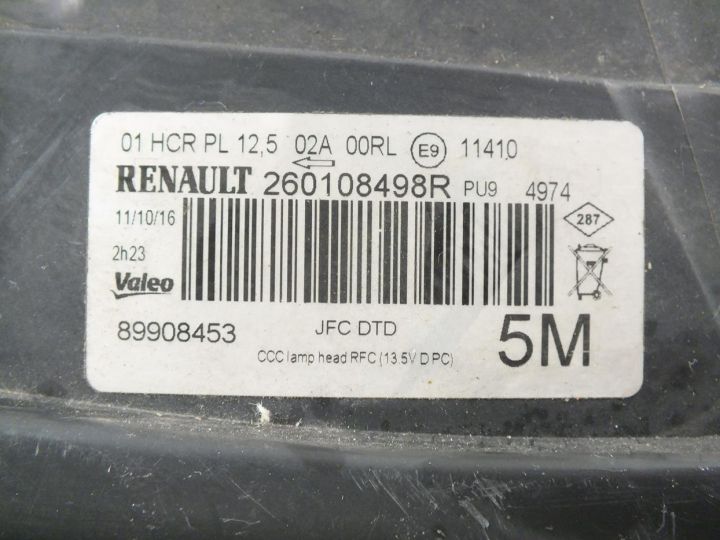 01 HCR PL 12,5 02A 00RL E9 11410
RENAULT 260108498R PU9 4974
11/10/16
287
2h23
Valeo
89908453 JFC DTD 5M
CCC lamp head RFC (13.5V D PC)